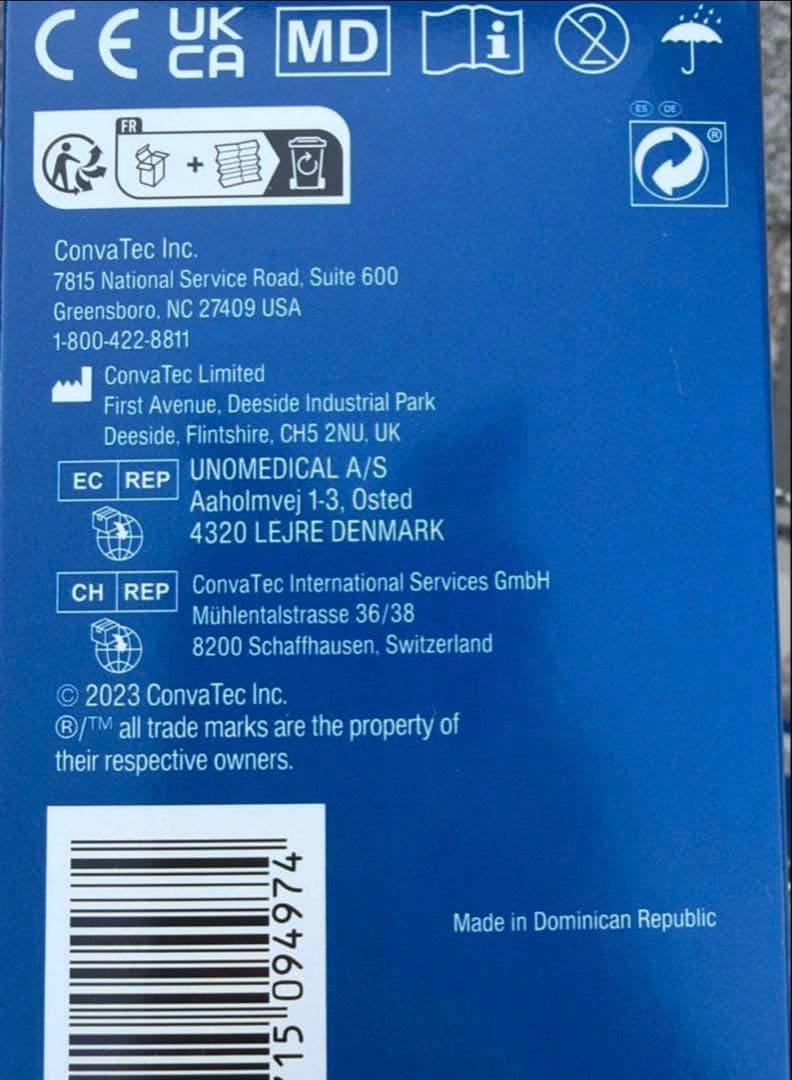 CE UK CA MD i 2
FR
+
ES DE
®
ConvaTec Inc.
7815 National Service Road, Suite 600
Greensboro, NC 27409 USA
1-800-422-8811
ConvaTec Limited
First Avenue, Deeside Industrial Park
Deeside, Flintshire, CH5 2NU, UK
EC REP UNOMEDICAL A/S
Aaholmvej 1-3, Osted
4320 LEJRE DENMARK
CH REP ConvaTec International Services GmbH
Mühlentalstrasse 36/38
8200 Schaffhausen, Switzerland
© 2023 ConvaTec Inc.
®/™ all trade marks are the property of
their respective owners.
15 094974
Made in Dominican Republic